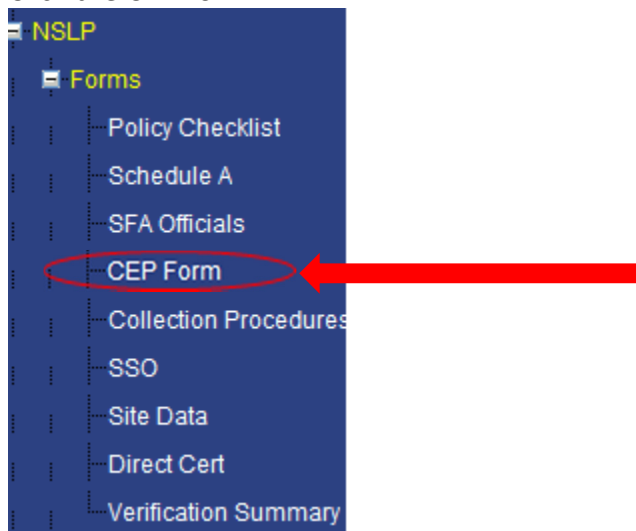 NSLP
Forms
Policy Checklist
Schedule A
SFA Officials
CEP Form
Collection Procedures
SSO
Site Data
Direct Cert
Verification Summary